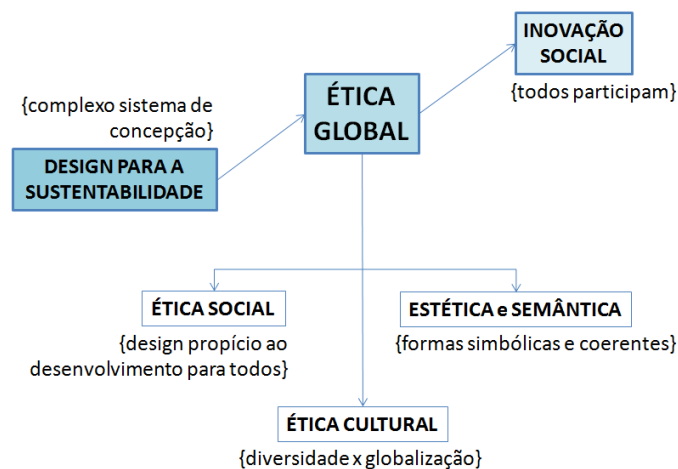 INOVAÇÃO
SOCIAL
{todos participam}
ÉTICA
GLOBAL
{complexo sistema de
concepção}
DESIGN PARA A
SUSTENTABILIDADE
ÉTICA SOCIAL
{design propício ao
desenvolvimento para todos}
ESTÉTICA e SEMÂNTICA
{formas simbólicas e coerentes}
ÉTICA CULTURAL
{diversidade x globalização}